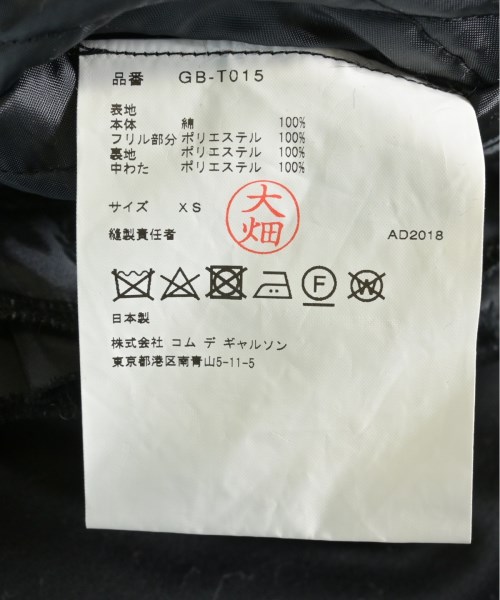 品番 GB-T015
表地
本体 綿 100%
フリル部分 ポリエステル 100%
裏地 ポリエステル 100%
中わた ポリエステル 100%
サイズ XS
大畑
縫製責任者 AD2018
F W
日本製
株式会社 コム デ ギャルソン
東京都港区南青山5-11-5